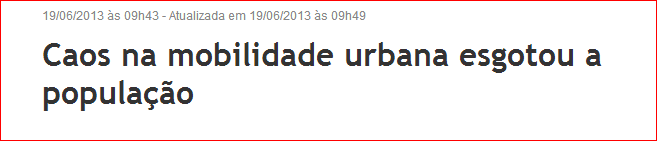 19/06/2013 às 09h43 - Atualizada em 19/06/2013 às 09h49
Caos na mobilidade urbana esgotou a
população